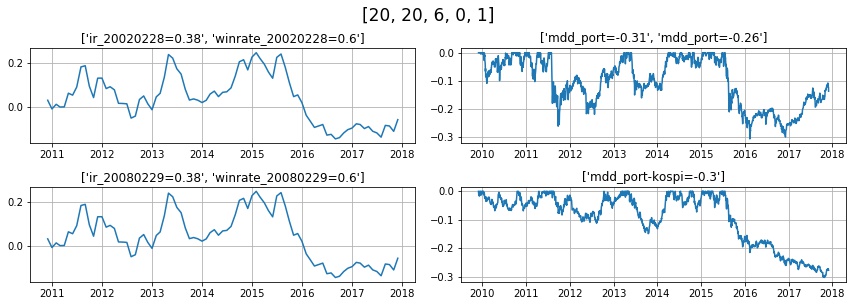 [20, 20, 6, 0, 1]
['ir_20020228=0.38', 'winrate_20020228=0.6']
0.2
0.0
2011 2012 2013 2014 2015 2016 2017 2018
['mdd_port=-0.31', 'mdd_port=-0.26']
0.0
−0.1
−0.2
−0.3
2010 2011 2012 2013 2014 2015 2016 2017 2018
['ir_20080229=0.38', 'winrate_20080229=0.6']
0.2
0.0
2011 2012 2013 2014 2015 2016 2017 2018
['mdd_port-kospi=-0.3']
0.0
−0.1
−0.2
−0.3
2010 2011 2012 2013 2014 2015 2016 2017 2018